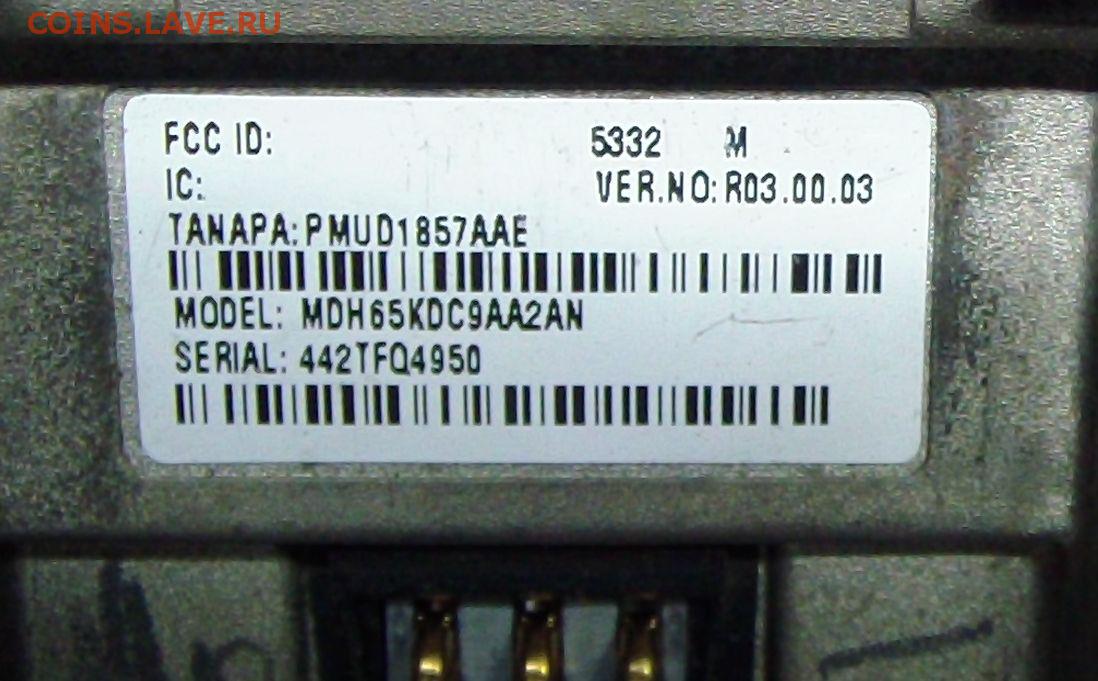 COINS.LAVE.RU
FCC ID: 5332 M
IC: VER.NO: R03.00.03
TANAPA: PMUD1857AAE
MODEL: MDH65KDC9AA2AN
SERIAL: 442TFQ4950